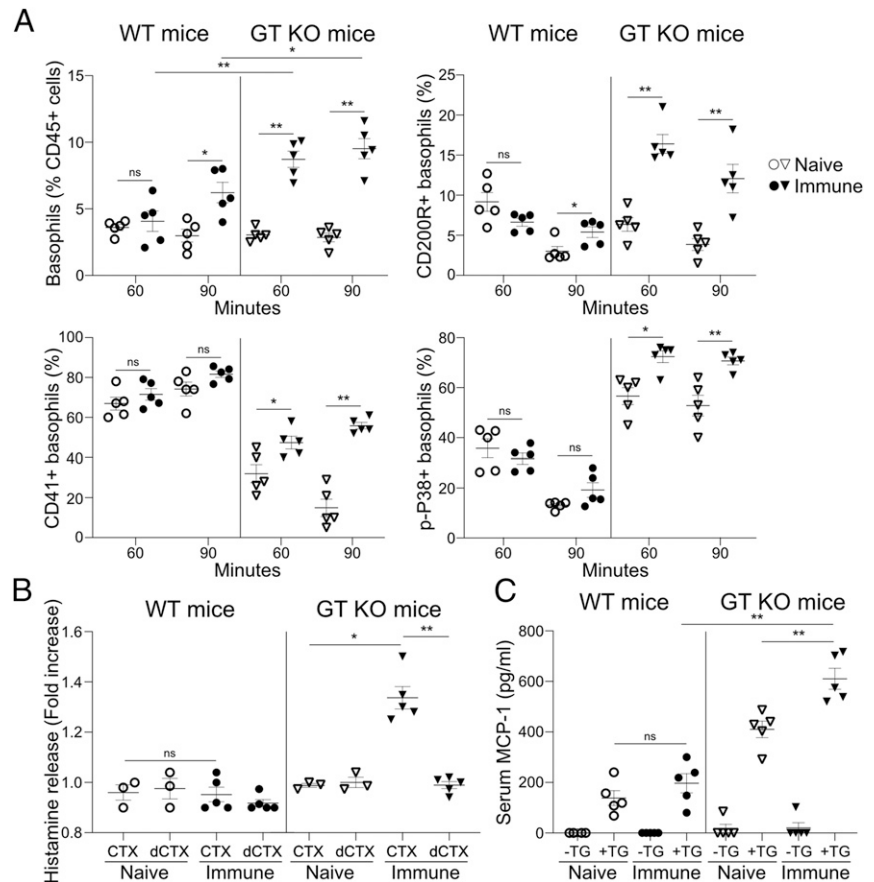 A
WT mice
GT KO mice
*
**
15
10
5
0
Basophils (% CD45+ cells)
ns
*
**
**
60
90
60
90
Minutes
WT mice
GT KO mice
25
20
15
10
5
0
CD200R+ basophils (%)
ns
*
**
**
60
90
60
90
Minutes
Naive
Immune
100
80
60
40
20
0
CD41+ basophils (%)
ns
ns
*
**
60
90
60
90
Minutes
80
60
40
20
0
p-P38+ basophils (%)
ns
ns
*
**
60
90
60
90
Minutes
B
WT mice
GT KO mice
1.6
1.4
1.2
1.0
0.8
Histamine release (Fold increase)
ns
*
**
CTX dCTX CTX dCTX CTX dCTX CTX dCTX
Naive Immune Naive Immune
C
WT mice
GT KO mice
800
600
400
200
0
Serum MCP-1 (pg/ml)
ns
**
**
-TG +TG -TG +TG -TG +TG -TG +TG
Naive Immune Naive Immune